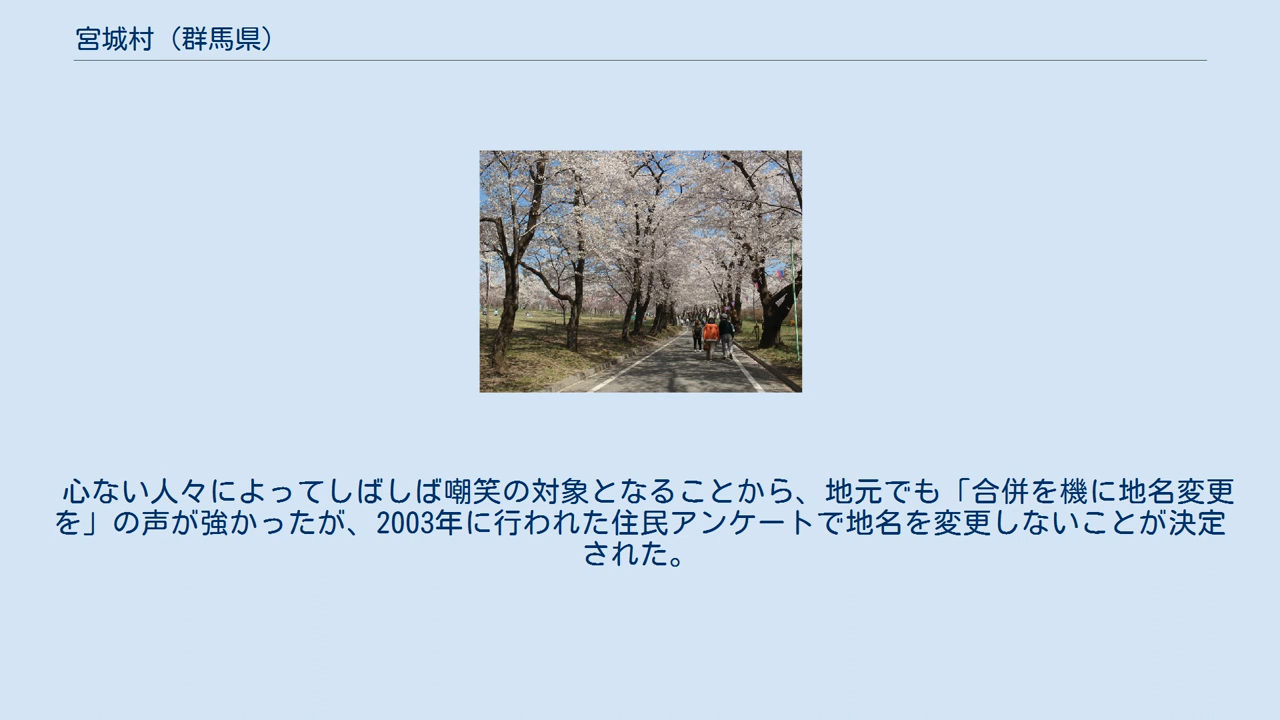 宮城村（群馬県）
心ない人々によってしばしば嘲笑の対象となることから、地元でも「合併を機に地名変更
を」の声が強かったが、2003年に行われた住民アンケートで地名を変更しないことが決定
された。